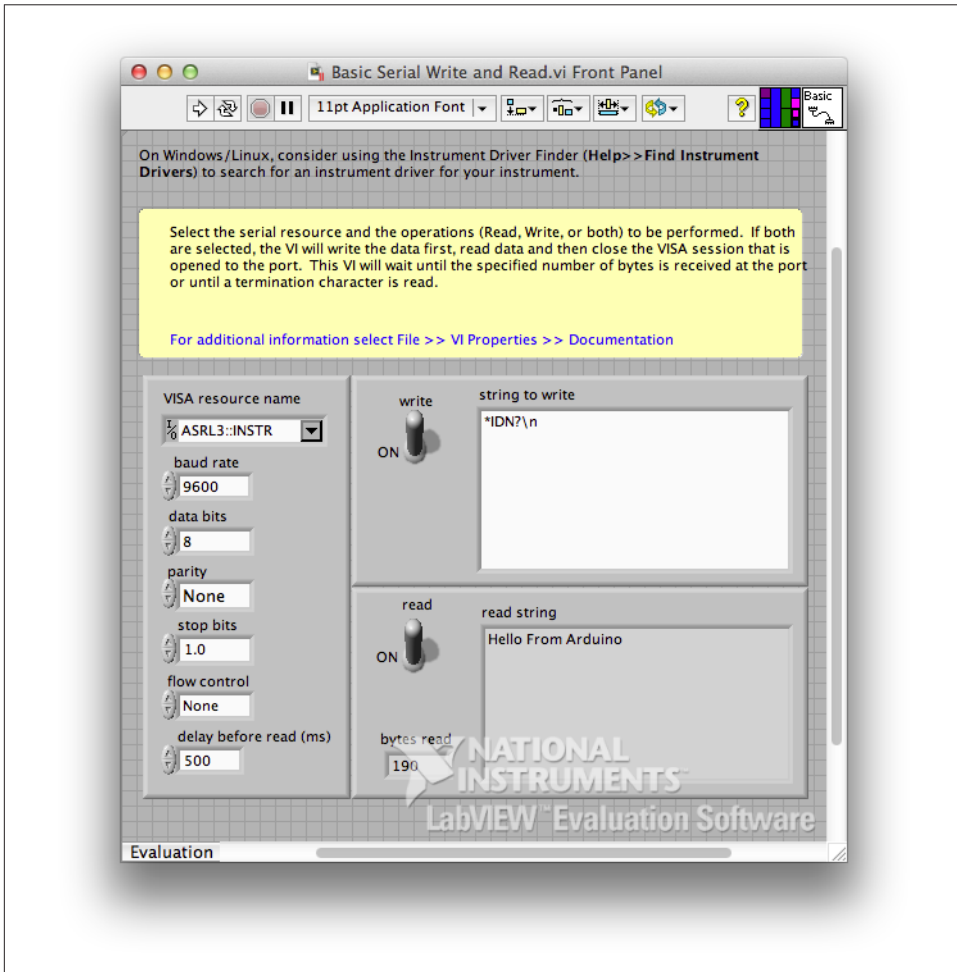 Basic Serial Write and Read.vi Front Panel
11pt Application Font
Basic
On Windows/Linux, consider using the Instrument Driver Finder (Help>>Find Instrument
Drivers) to search for an instrument driver for your instrument.
Select the serial resource and the operations (Read, Write, or both) to be performed.  If both
are selected, the VI will write the data first, read data and then close the VISA session that is
opened to the port.  This VI will wait until the specified number of bytes is received at the port
or until a termination character is read.
For additional information select File >> VI Properties >> Documentation
VISA resource name
ASRL3::INSTR
baud rate
9600
data bits
8
parity
None
stop bits
1.0
flow control
None
delay before read (ms)
500
write
ON
string to write
*IDN?\n
read
ON
read string
Hello From Arduino
bytes read
190
NATIONAL
INSTRUMENTS™
LabVIEW™ Evaluation Software
Evaluation